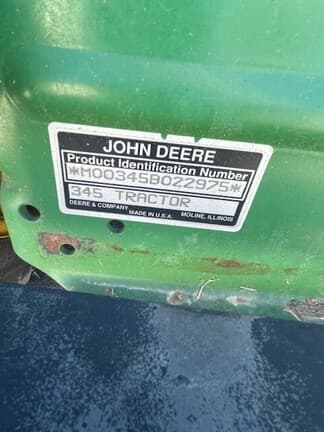 JOHN DEERE
Product Identification Number
*M00345B022975*
345 TRACTOR
DEERE & COMPANY MADE IN U.S.A. MOLINE, ILLINOIS